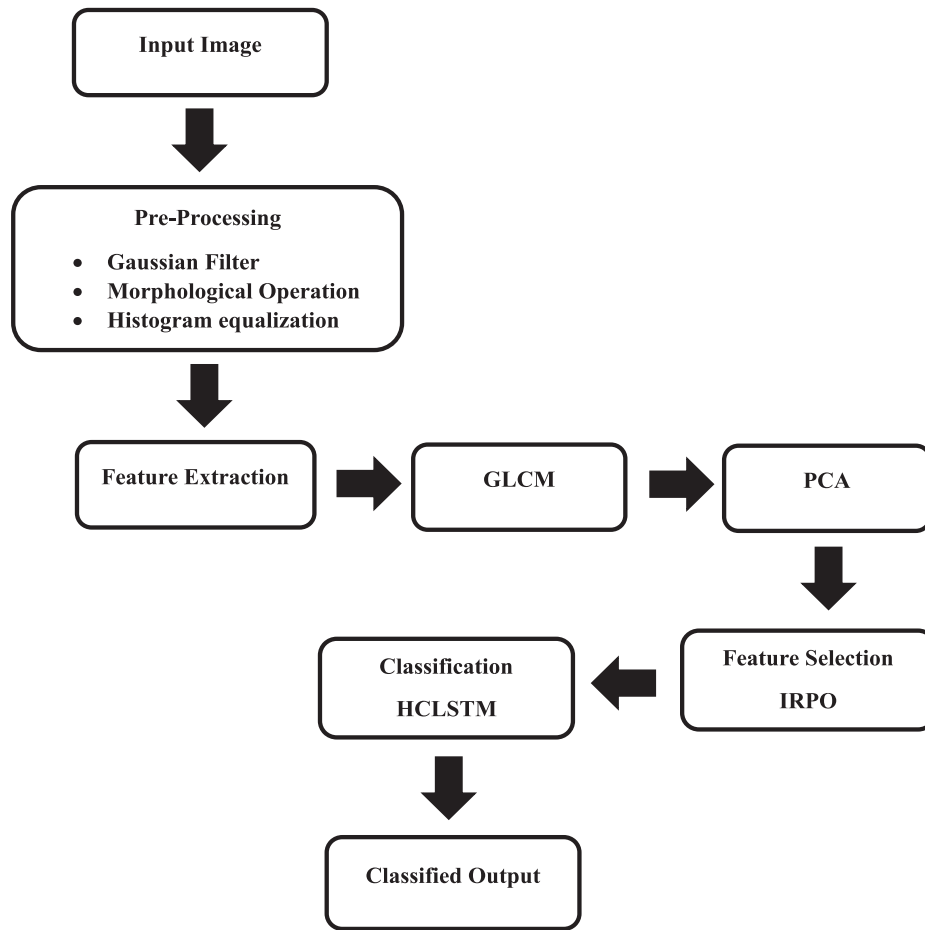 Input Image
Pre-Processing
• Gaussian Filter
• Morphological Operation
• Histogram equalization
Feature Extraction
GLCM
PCA
Feature Selection
IRPO
Classification
HCLSTM
Classified Output